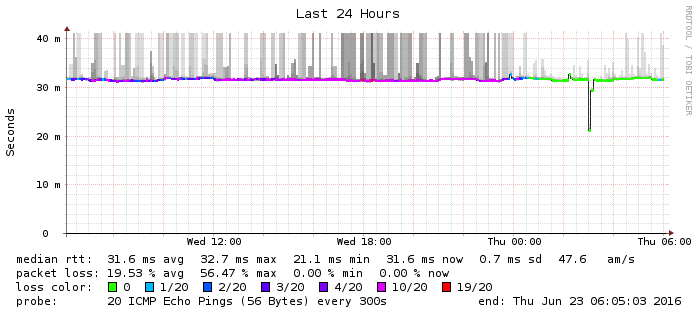 Last 24 Hours
RRDTOOL / TOBI OETIKER
Seconds
40 m
30 m
20 m
10 m
0
Wed 12:00 Wed 18:00 Thu 00:00 Thu 06:00
median rtt: 31.6 ms avg 32.7 ms max 21.1 ms min 31.6 ms now 0.7 ms sd 47.6 am/s
packet loss: 19.53 % avg 56.47 % max 0.00 % min 0.00 % now
loss color: 0 1/20 2/20 3/20 4/20 10/20 19/20
probe: 20 ICMP Echo Pings (56 Bytes) every 300s end: Thu Jun 23 06:05:03 2016